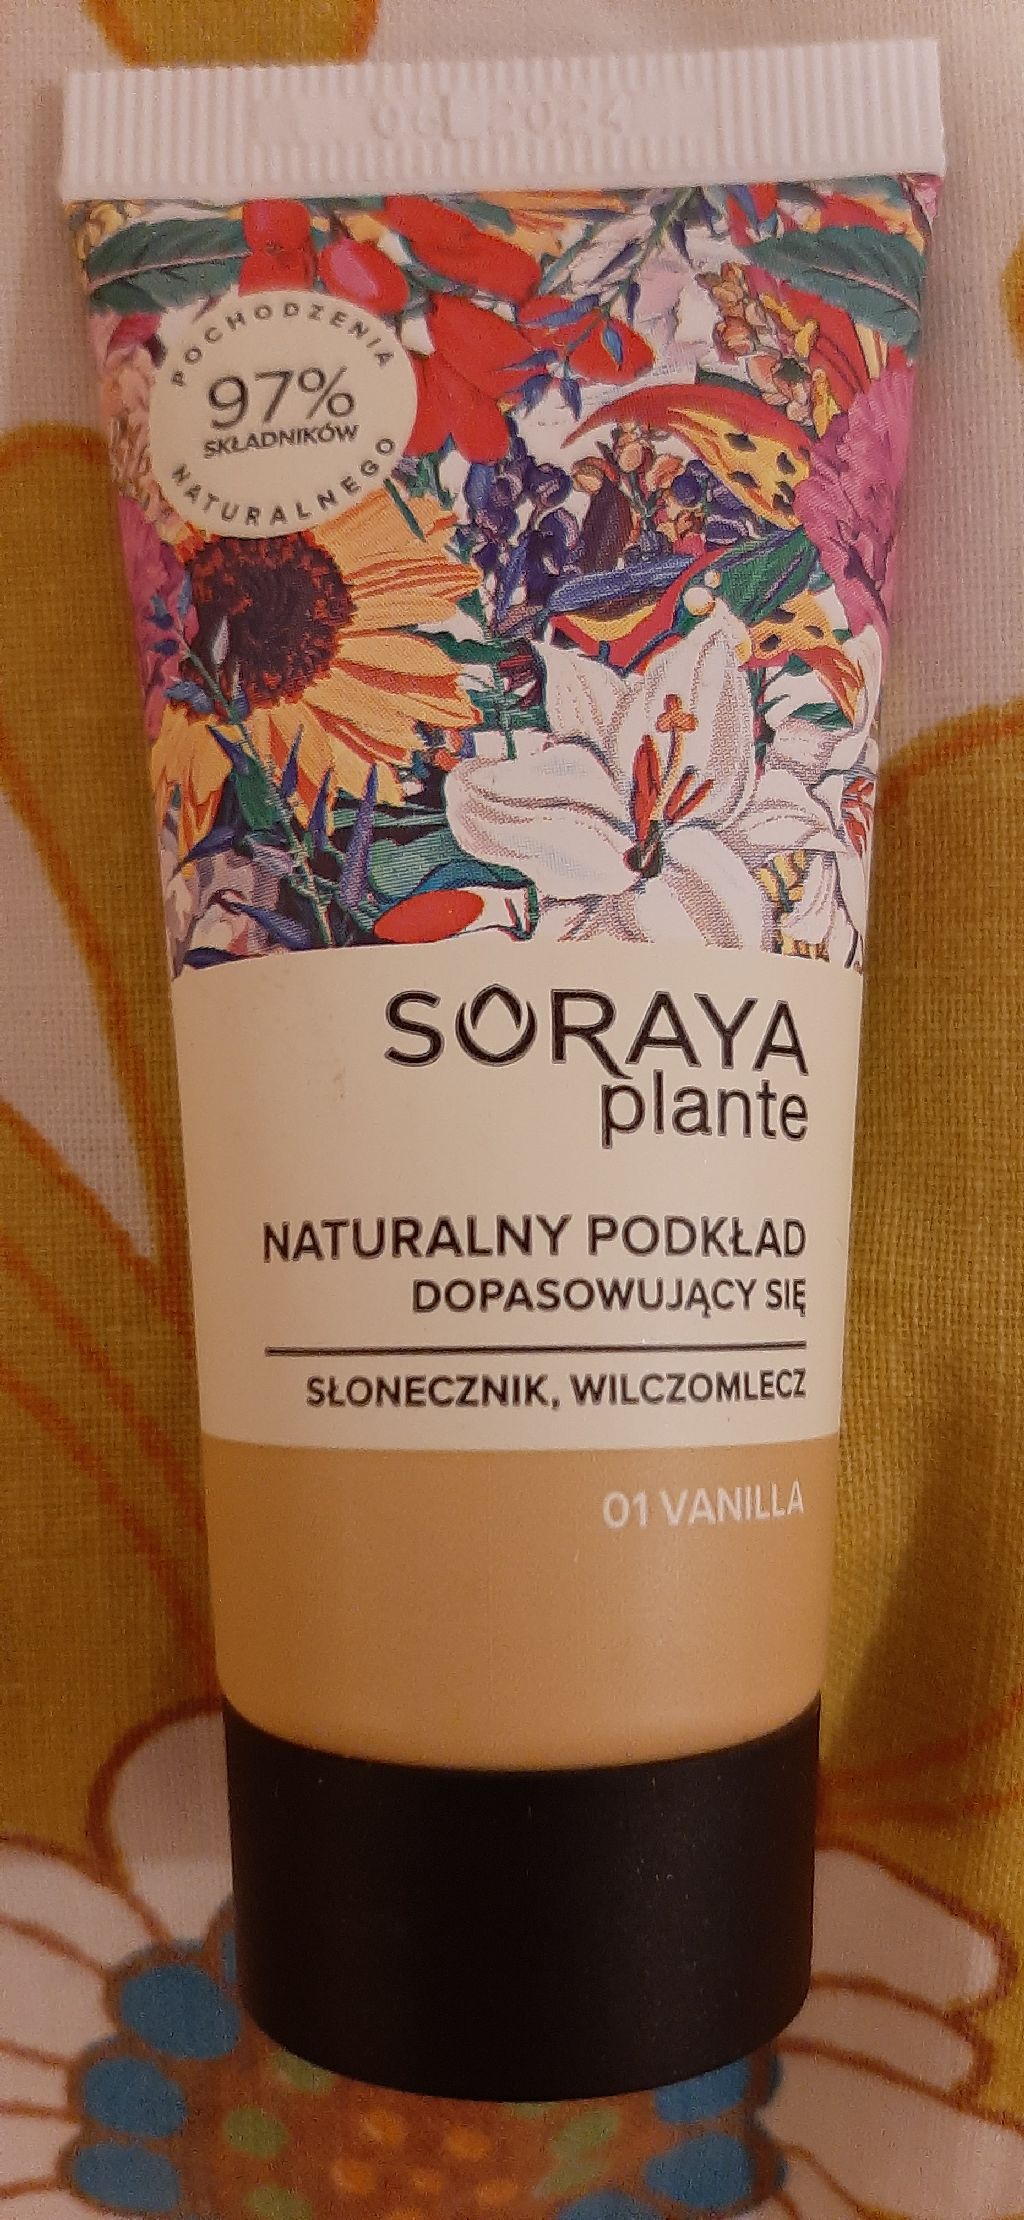 POCHODZENIA
97%
SKŁADNIKÓW
NATURALNEGO
SORAYA
plante
NATURALNY PODKŁAD
DOPASOWUJĄCY SIĘ
SŁONECZNIK, WILCZOMLECZ
01 VANILLA